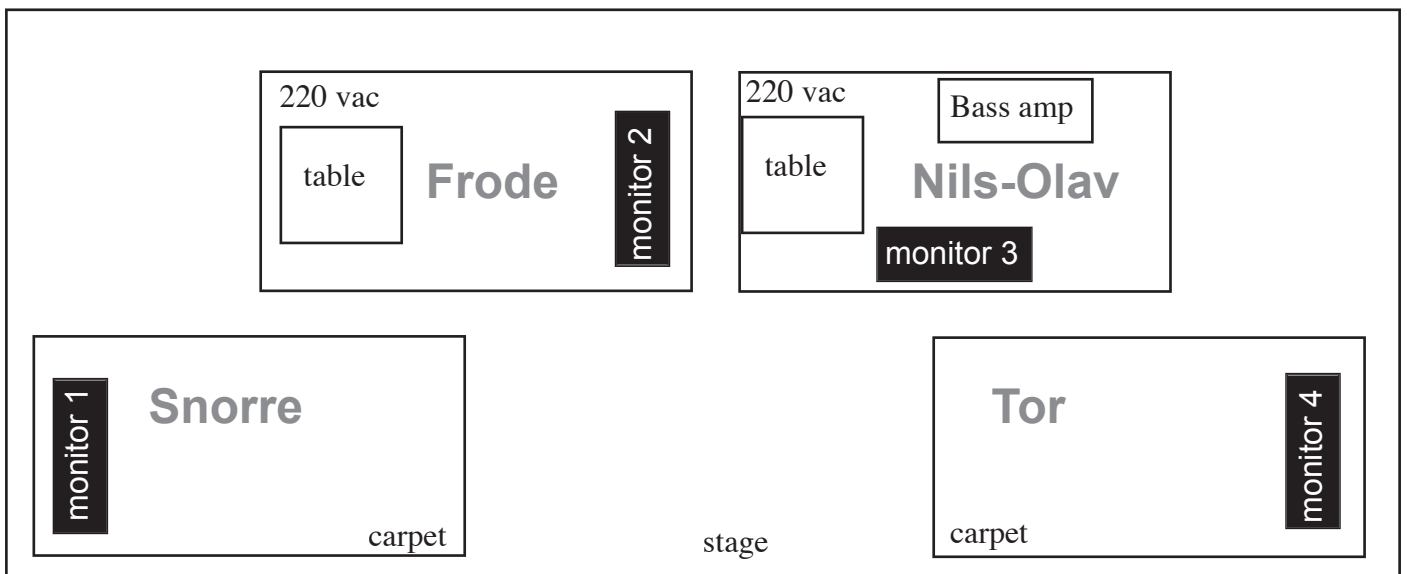 220 vac
table
Frode
monitor 2
220 vac
Bass amp
table
Nils-Olav
monitor 3
monitor 1
Snorre
carpet
stage
Tor
carpet
monitor 4